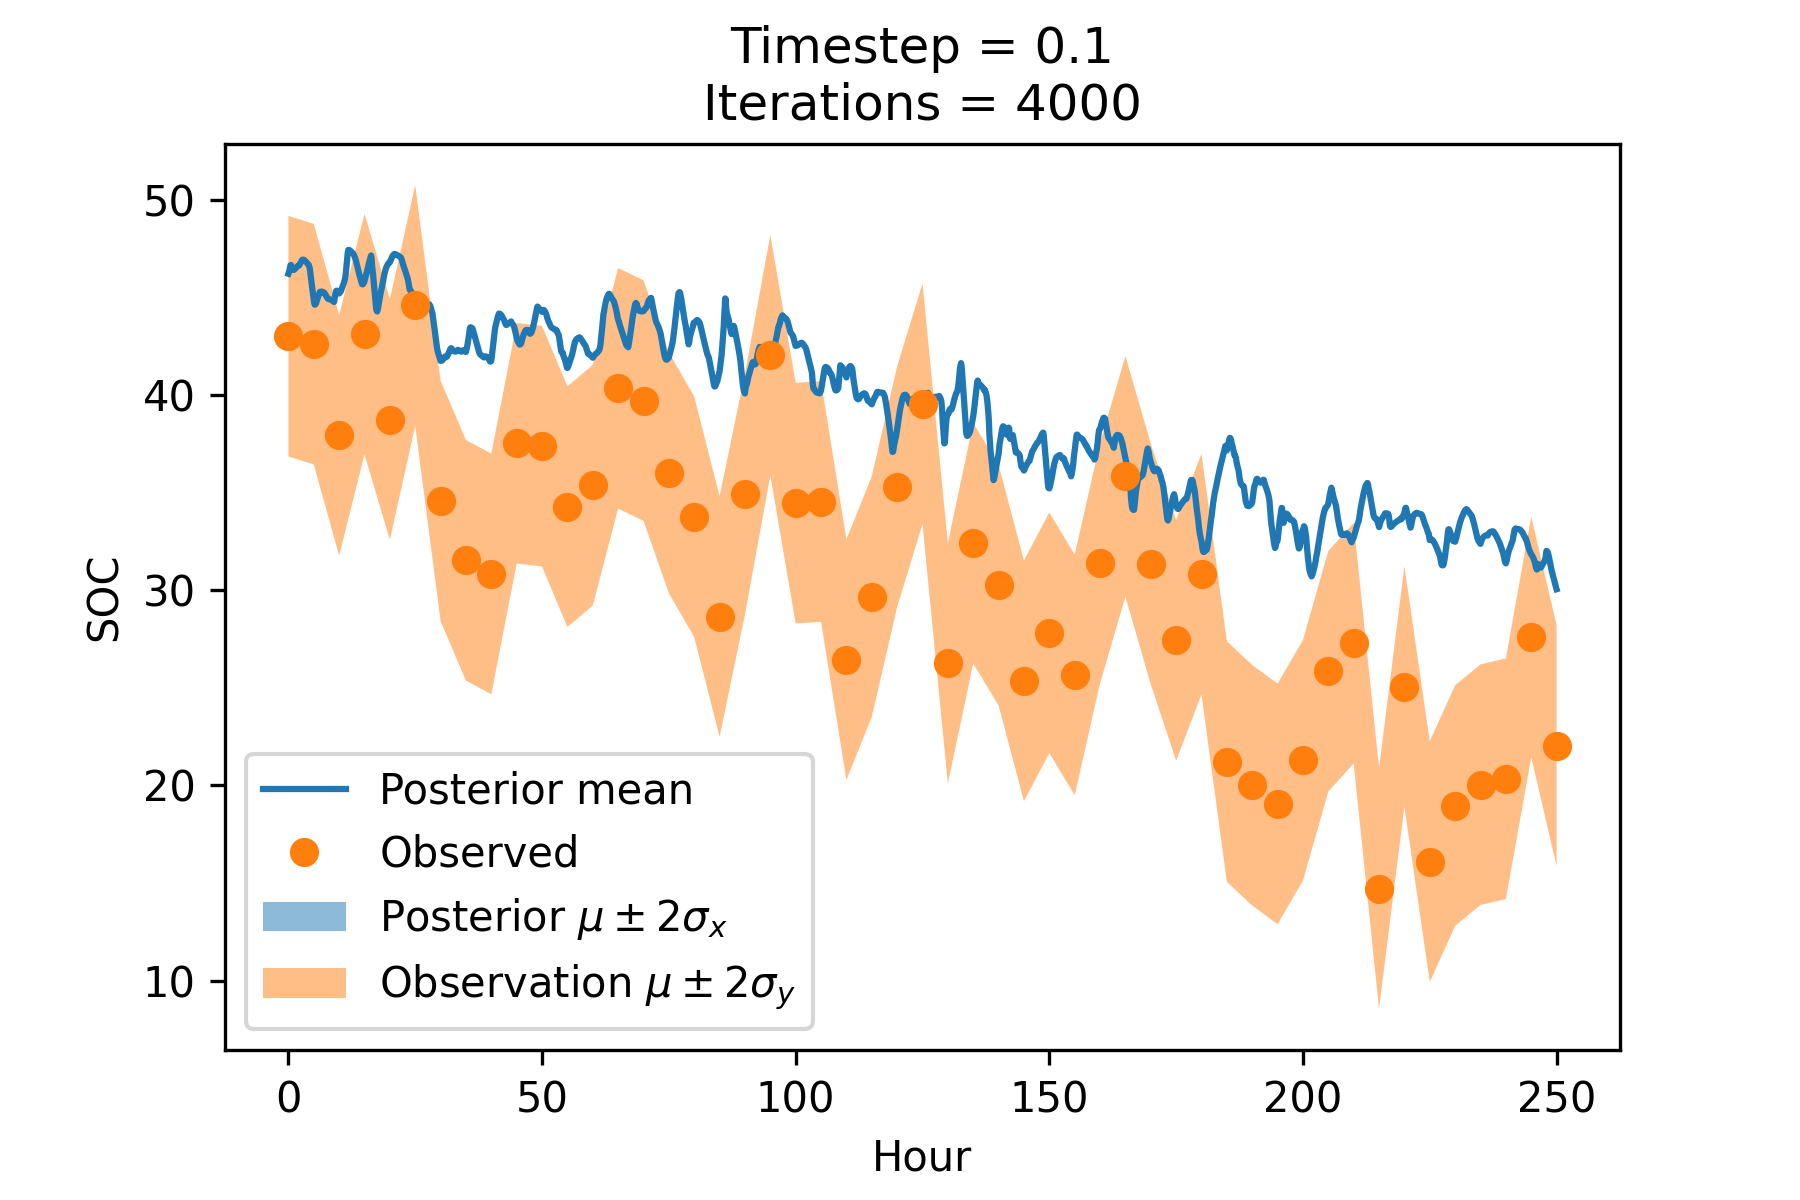 Timestep = 0.1
Iterations = 4000
50
40
30
20
10
SOC
Posterior mean
Observed
Posterior μ ± 2σₓ
Observation μ ± 2σ_y
0 50 100 150 200 250
Hour